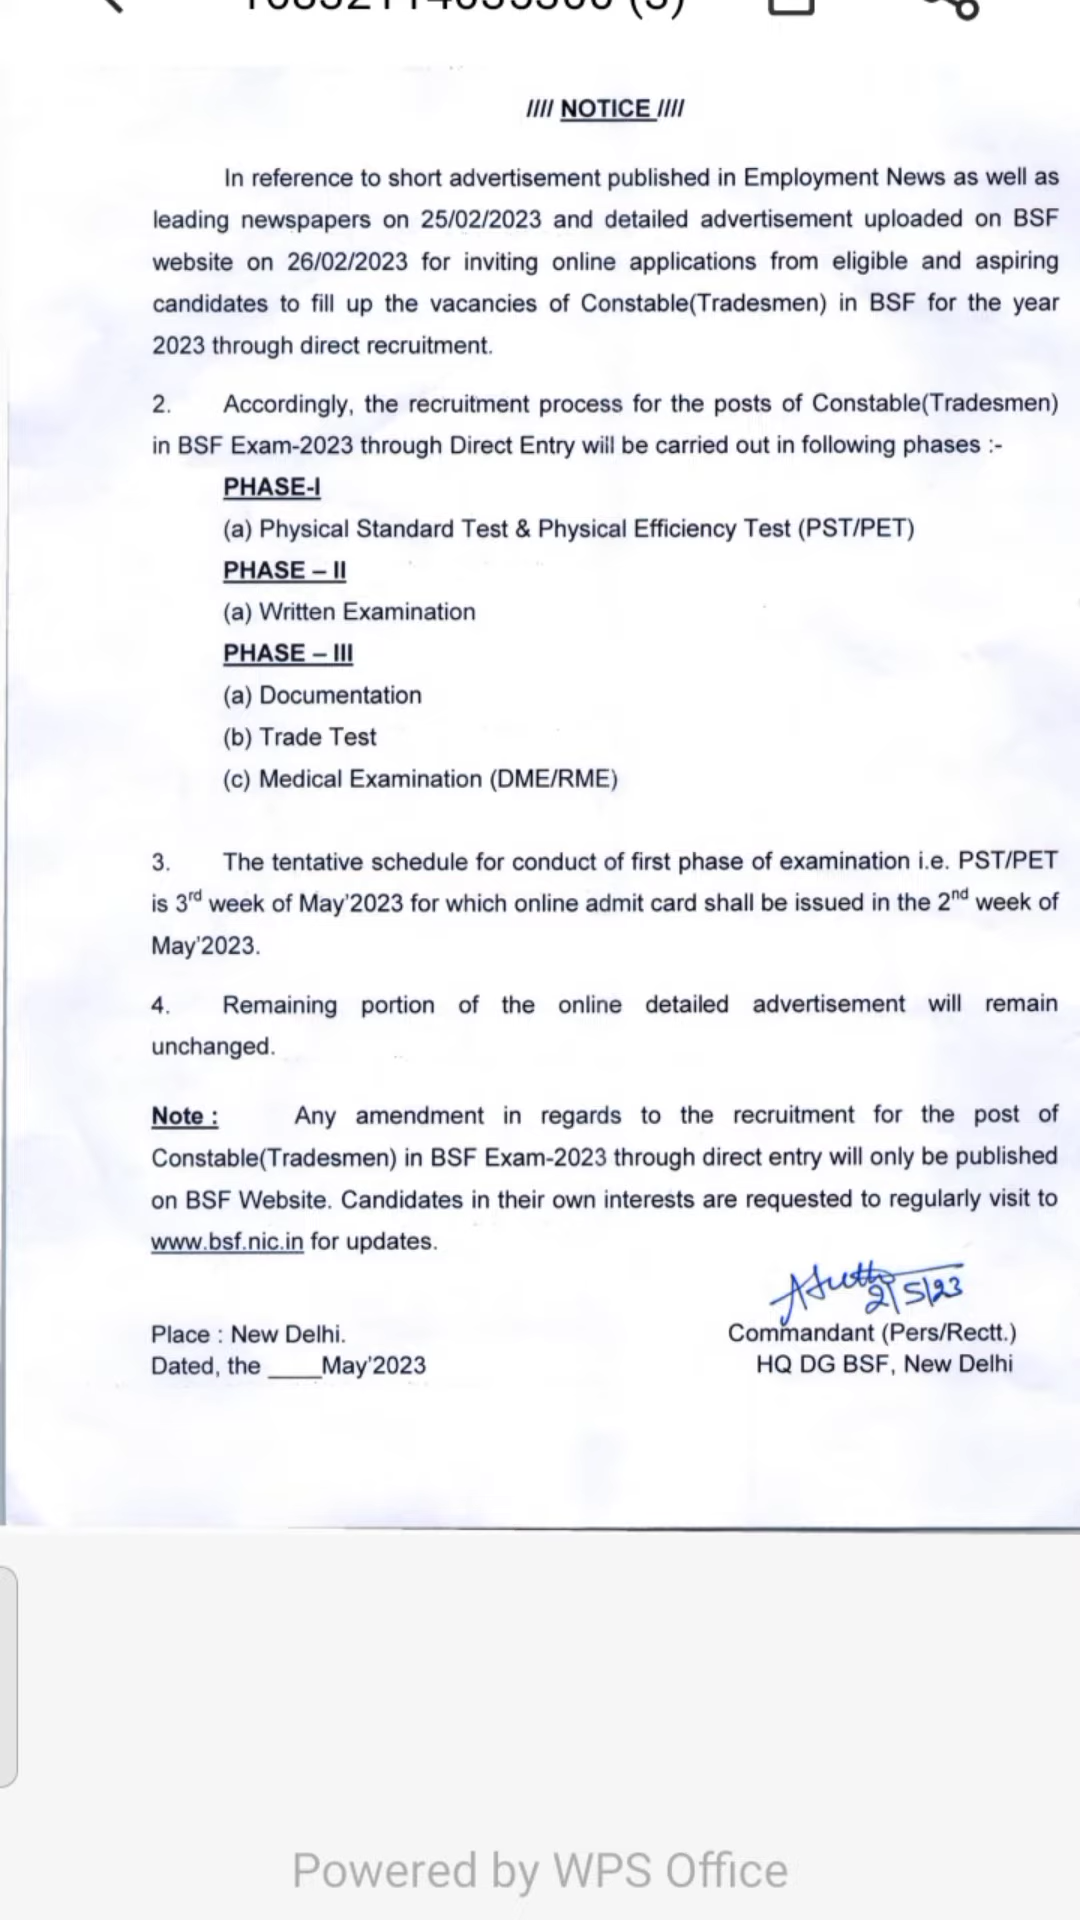 //// NOTICE ////
In reference to short advertisement published in Employment News as well as
leading newspapers on 25/02/2023 and detailed advertisement uploaded on BSF
website on 26/02/2023 for inviting online applications from eligible and aspiring
candidates to fill up the vacancies of Constable(Tradesmen) in BSF for the year
2023 through direct recruitment.
2. Accordingly, the recruitment process for the posts of Constable(Tradesmen)
in BSF Exam-2023 through Direct Entry will be carried out in following phases :-
PHASE-I
(a) Physical Standard Test & Physical Efficiency Test (PST/PET)
PHASE – II
(a) Written Examination
PHASE – III
(a) Documentation
(b) Trade Test
(c) Medical Examination (DME/RME)
3. The tentative schedule for conduct of first phase of examination i.e. PST/PET
is 3rd week of May'2023 for which online admit card shall be issued in the 2nd week of
May'2023.
4. Remaining portion of the online detailed advertisement will remain
unchanged.
Note : Any amendment in regards to the recruitment for the post of
Constable(Tradesmen) in BSF Exam-2023 through direct entry will only be published
on BSF Website. Candidates in their own interests are requested to regularly visit to
www.bsf.nic.in for updates.
2/5/23
Place : New Delhi.
Commandant (Pers/Rectt.)
Dated, the ____May'2023
HQ DG BSF, New Delhi
Powered by WPS Office